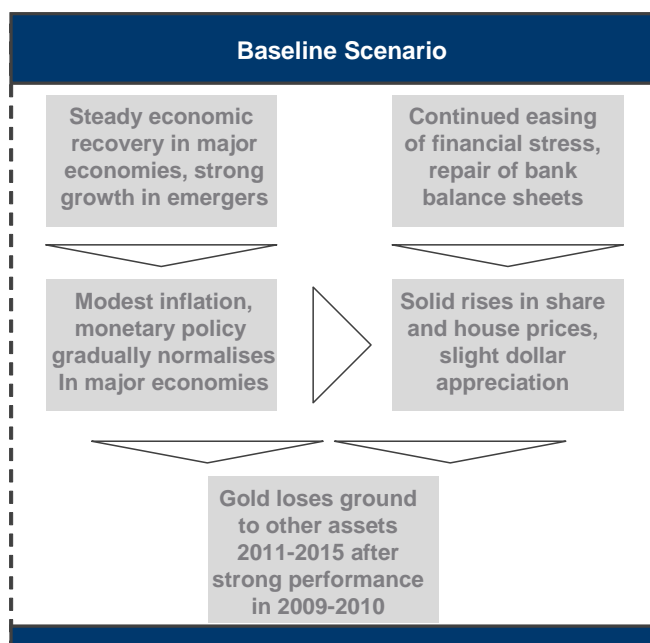 Baseline Scenario
Steady economic
recovery in major
economies, strong
growth in emergers
Continued easing
of financial stress,
repair of bank
balance sheets
Modest inflation,
monetary policy
gradually normalises
In major economies
Solid rises in share
and house prices,
slight dollar
appreciation
Gold loses ground
to other assets
2011-2015 after
strong performance
in 2009-2010